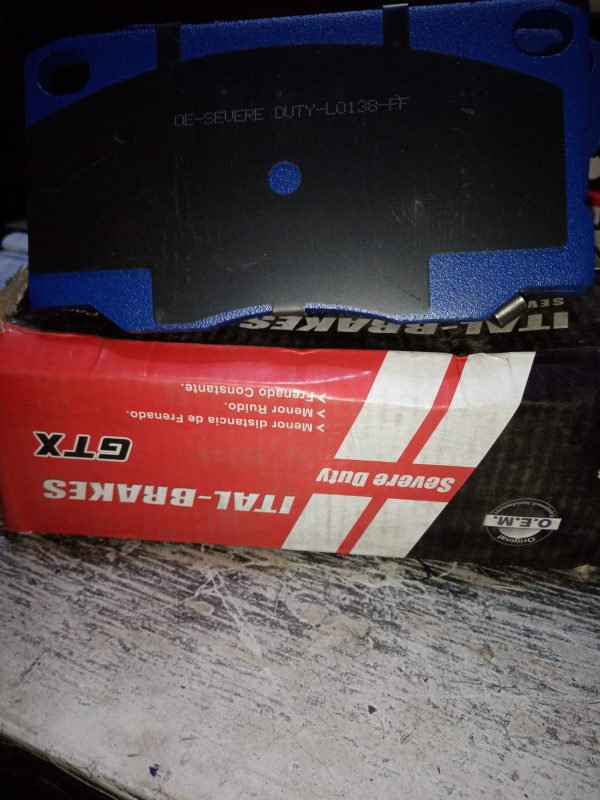 OE-SEVERE DUTY-L0138-FF
ITAL-BRAKES
SEV
ITAL-BRAKES
GTX
Severe Duty
Menor distancia de Frenado.
Menor Ruido.
Frenado Constante.
Original
O.E.M.